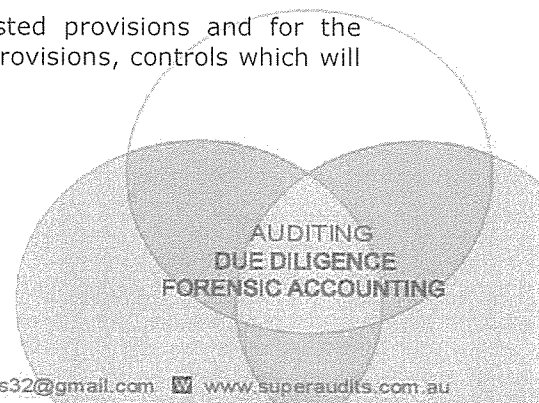 sted provisions and for the
rovisions, controls which will
AUDITING
DUE DILIGENCE
FORENSIC ACCOUNTING
s32@gmail.com W www.superaudits.com.au